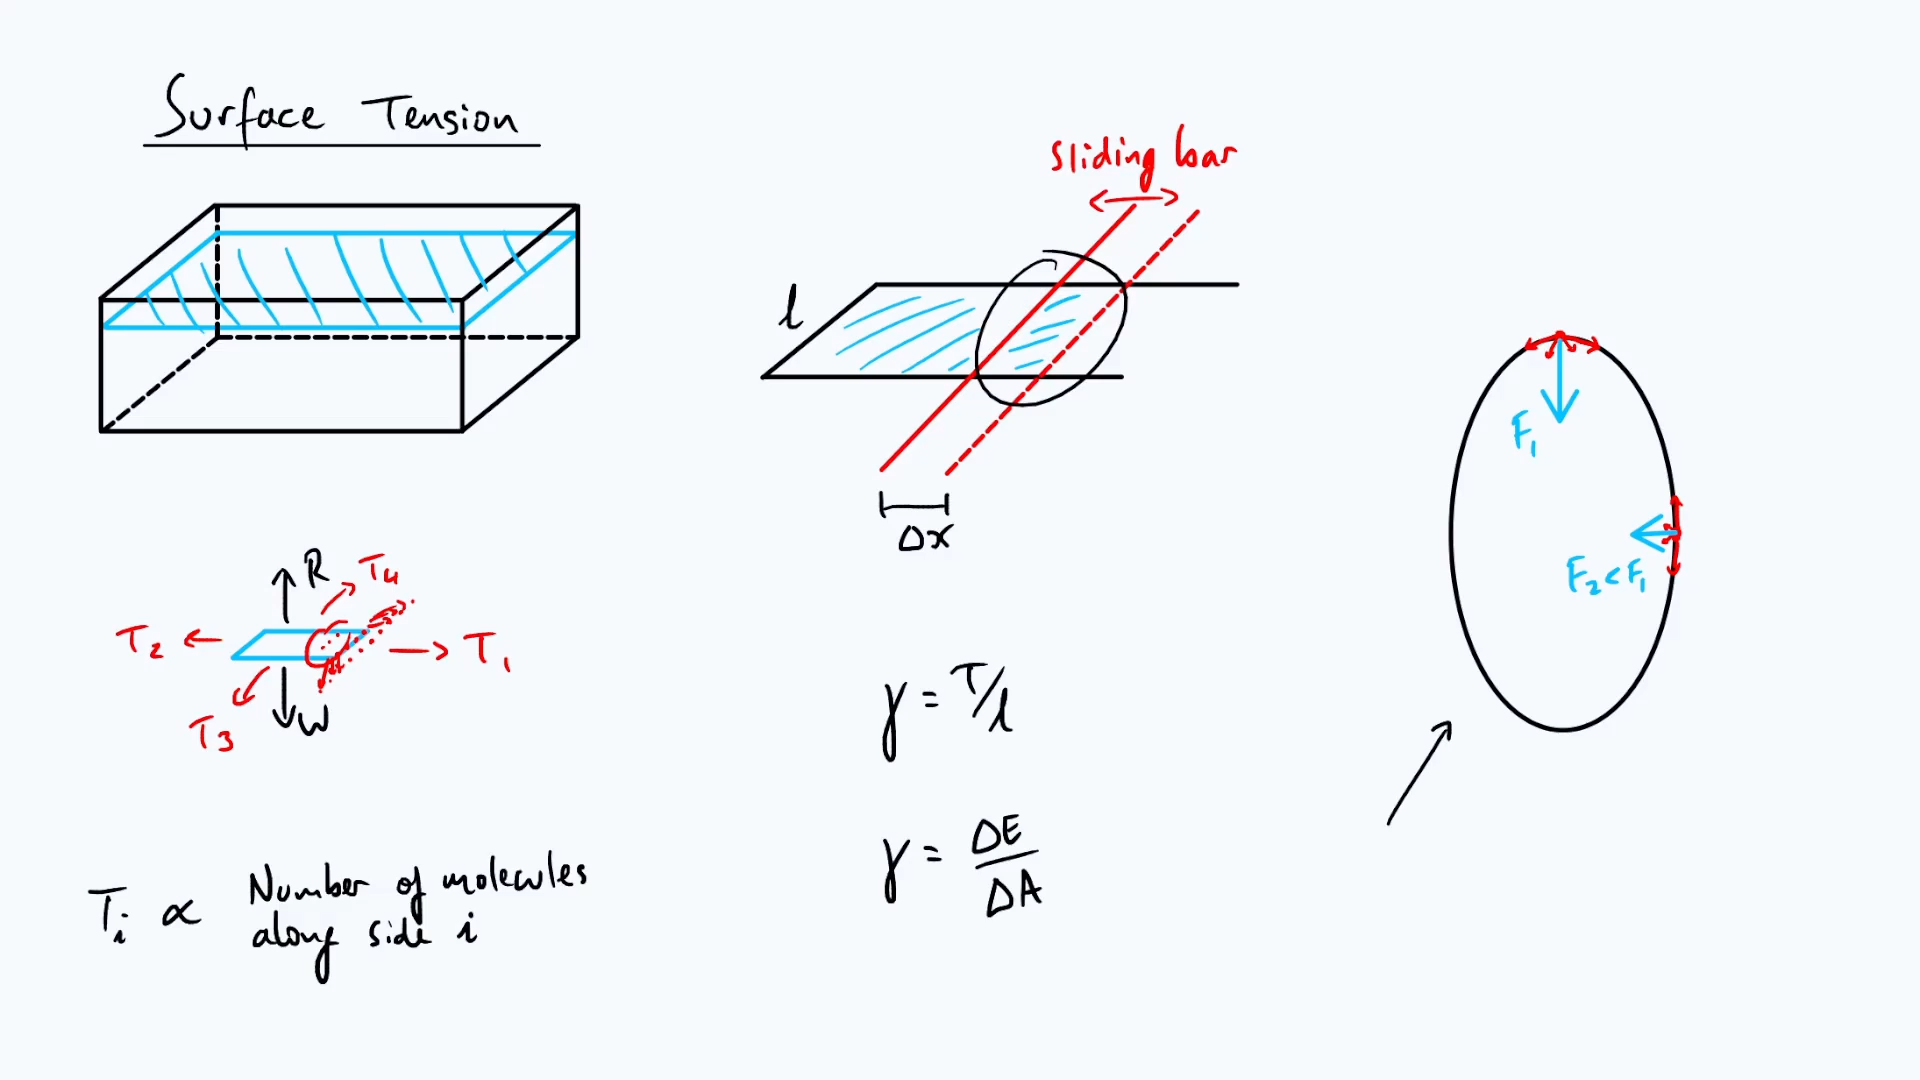 Surface Tension
R
T₄
T₂
T₁
T₃
W
Tᵢ ∝ Number of molecules
along side i
sliding bar
l
Δx
γ = T/l
γ = ΔE/ΔA
F₁
F₂ < F₁